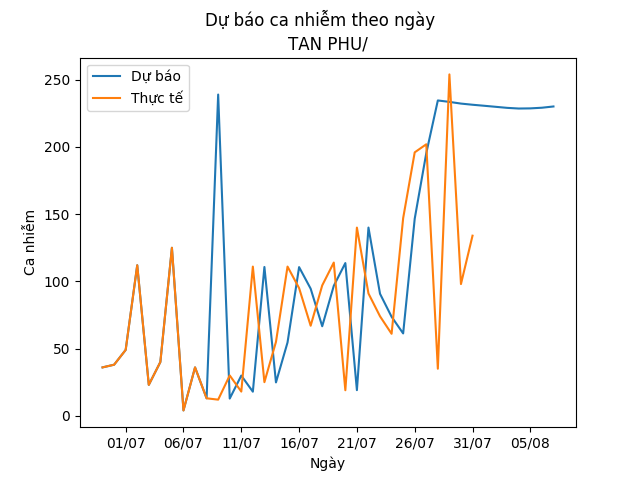 Dự báo ca nhiễm theo ngày
TAN PHU/
Dự báo
Thực tế
Ca nhiễm
250
200
150
100
50
0
01/07 06/07 11/07 16/07 21/07 26/07 31/07 05/08
Ngày